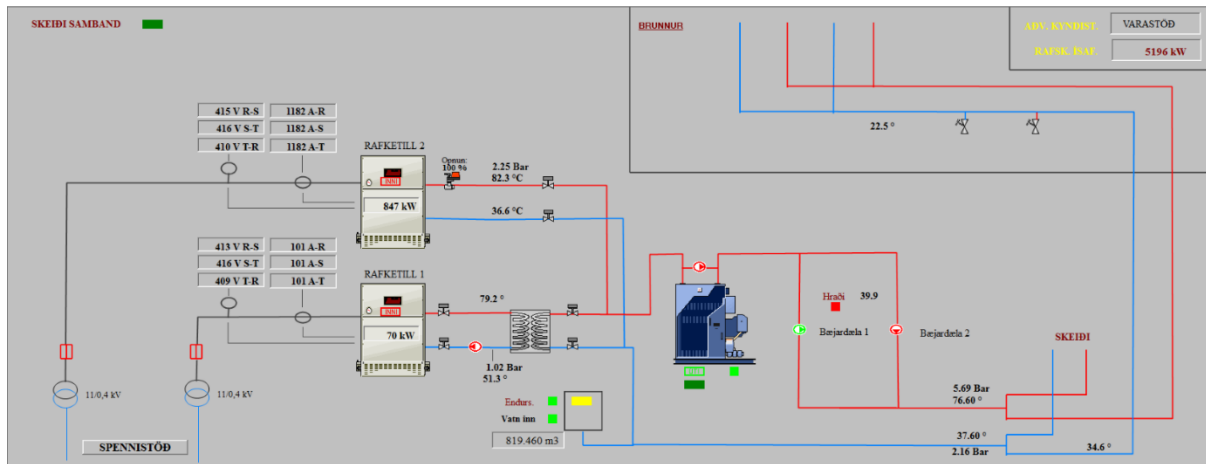 SKEIÐI SAMBAND
BRUNNUR
AÐV. KYNDIST.
VARASTÖÐ
RAFSK. ÍSAF.
5196 kW
415 V R-S
1182 A-R
416 V S-T
1182 A-S
410 V T-R
1182 A-T
22.5 °
RAFKETILL 2
Opnun:
100 %
2.25 Bar
82.3 °C
847 kW
36.6 °C
413 V R-S
101 A-R
416 V S-T
101 A-S
409 V T-R
101 A-T
RAFKETILL 1
79.2 °
70 kW
1.02 Bar
51.3 °
Hraði
39.9
Bæjardæla 1
Bæjardæla 2
SKEIÐI
11/0,4 kV
11/0,4 kV
5.69 Bar
76.60 °
Endurs.
Vatn inn
819.460 m3
37.60 °
2.16 Bar
34.6 °
SPENNISTÖÐ